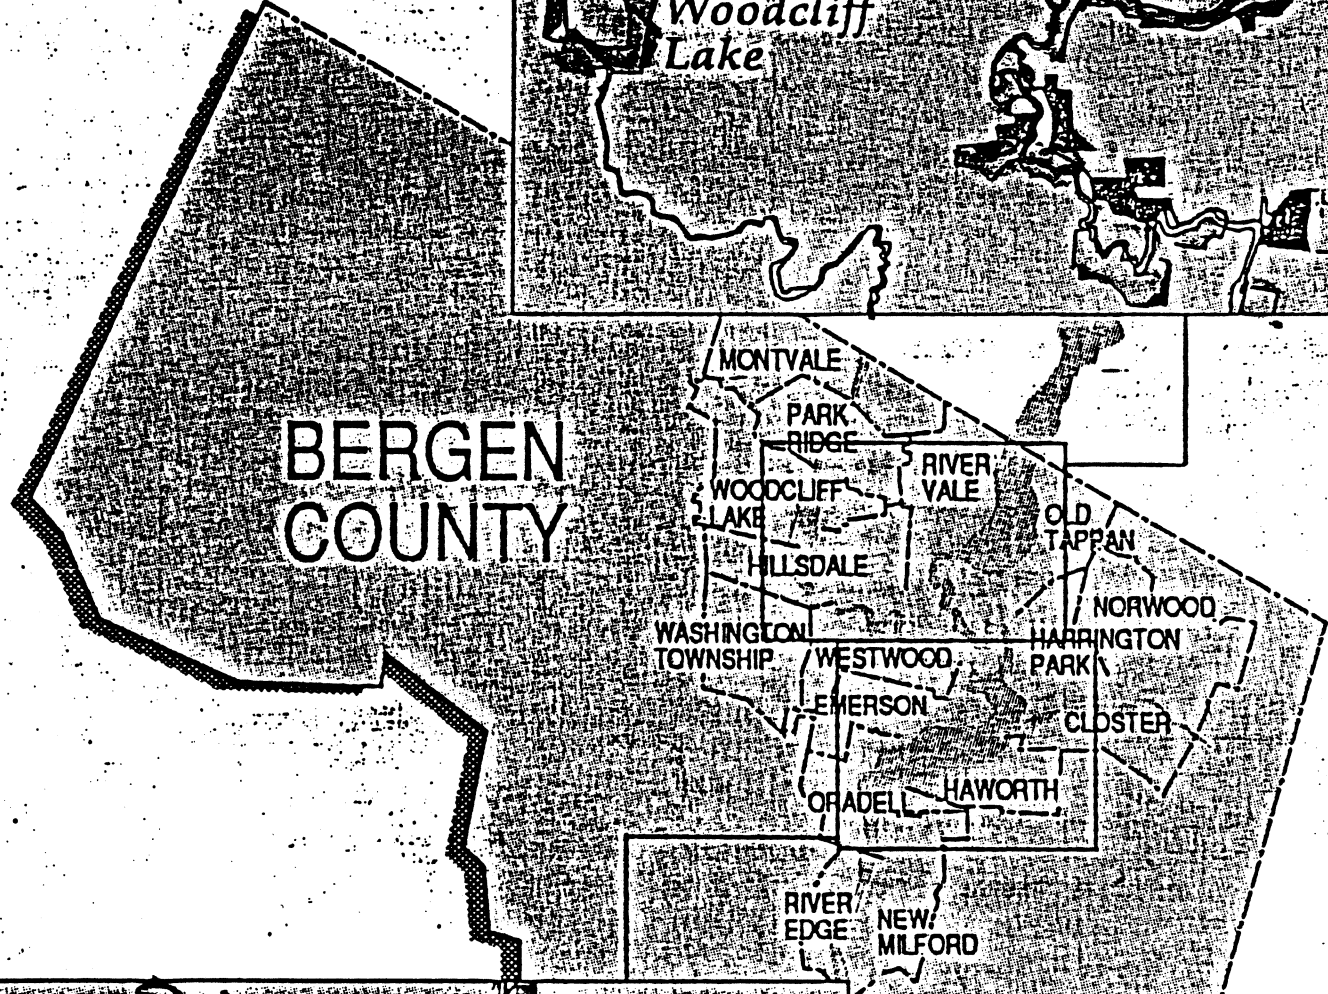 Woodcliff
Lake
MONTVALE
PARK
RIDGE
RIVER
VALE
WOODCLIFF
LAKE
OLD
TAPPAN
HILLSDALE
BERGEN
COUNTY
NORWOOD
WASHINGTON
TOWNSHIP
HARRINGTON
PARK
WESTWOOD
EMERSON
CLOSTER
HAWORTH
ORADELL
RIVER
EDGE
NEW
MILFORD